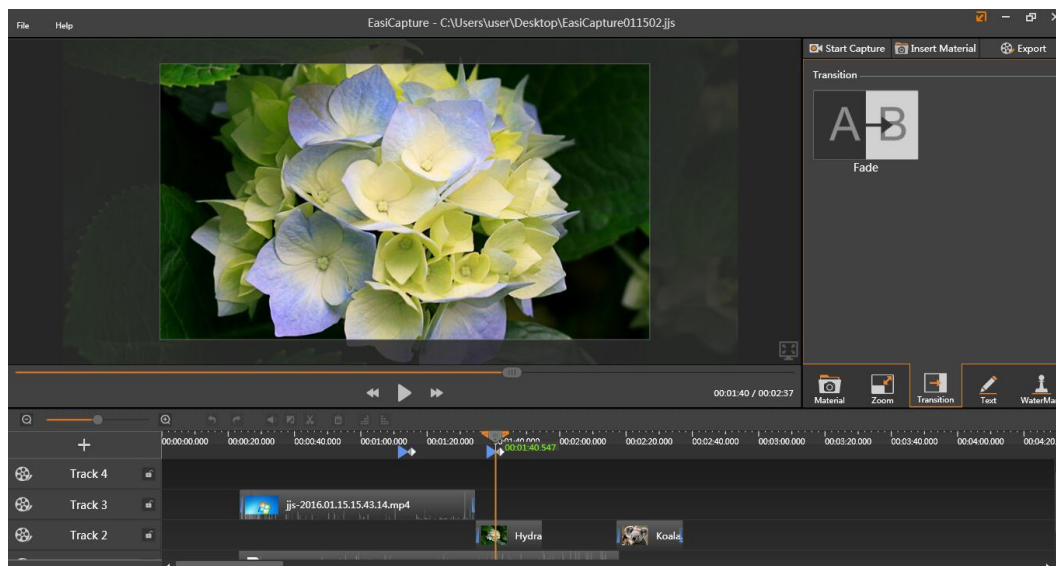 File Help EasiCapture - C:\Users\user\Desktop\EasiCapture011502.jjs
Start Capture Insert Material Export
Transition
A B
Fade
00:01:40 / 00:02:37
Material Zoom Transition Text WaterMa
+ 00:00:00.000 00:00:20.000 00:00:40.000 00:01:00.000 00:01:20.000 00:01:40.000 00:02:00.000 00:02:20.000 00:02:40.000 00:03:00.000 00:03:20.000 00:03:40.000 00:04:00.000 00:04:20
00:01:40.547
Track 4
Track 3 jjs-2016.01.15.15.43.14.mp4
Track 2 Hydra Koala